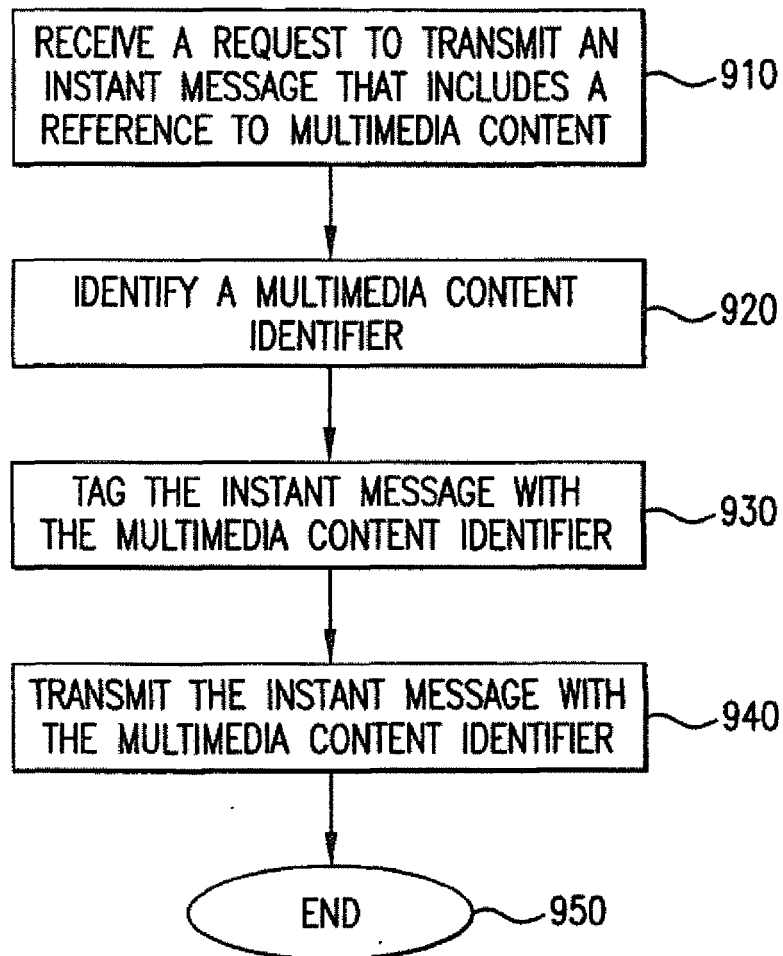 RECEIVE A REQUEST TO TRANSMIT AN
INSTANT MESSAGE THAT INCLUDES A
REFERENCE TO MULTIMEDIA CONTENT
910
IDENTIFY A MULTIMEDIA CONTENT
IDENTIFIER
920
TAG THE INSTANT MESSAGE WITH
THE MULTIMEDIA CONTENT IDENTIFIER
930
TRANSMIT THE INSTANT MESSAGE WITH
THE MULTIMEDIA CONTENT IDENTIFIER
940
END
950